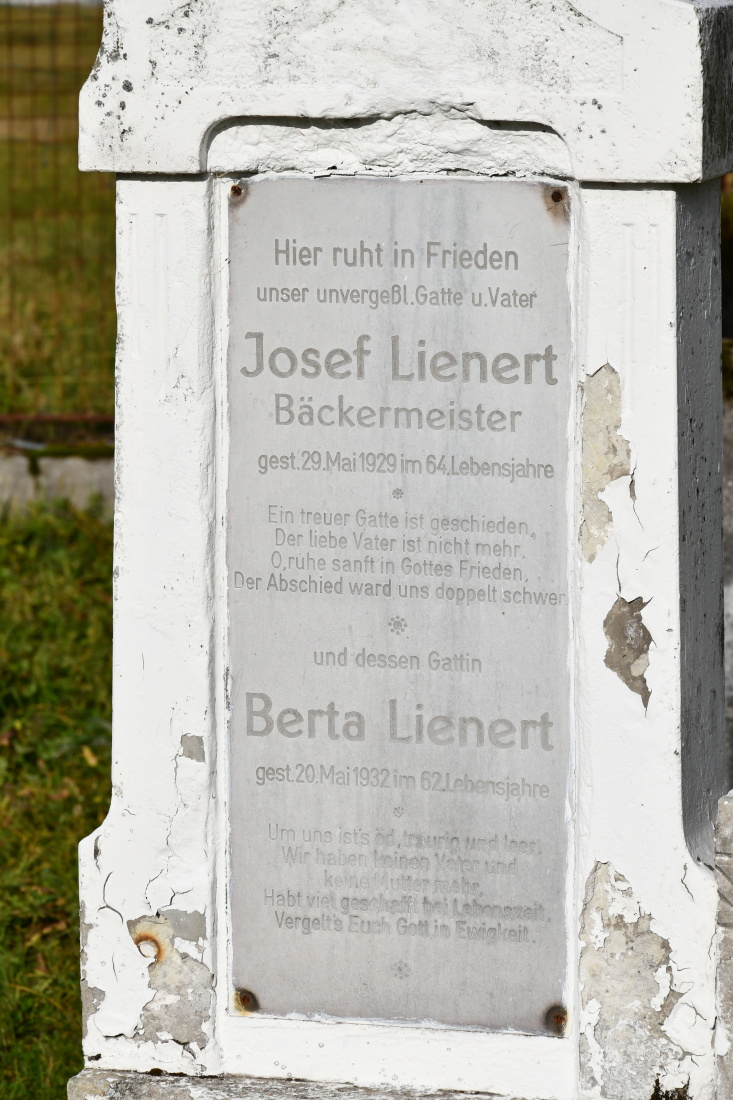 Hier ruht in Frieden
unser unvergeßl. Gatte u. Vater
Josef Lienert
Bäckermeister
gest. 29. Mai 1929 im 64. Lebensjahre
Ein treuer Gatte ist geschieden,
Der liebe Vater ist nicht mehr.
O, ruhe sanft in Gottes Frieden,
Der Abschied ward uns doppelt schwer.
und dessen Gattin
Berta Lienert
gest. 20. Mai 1932 im 62. Lebensjahre
Um uns ist's öd, traurig und leer,
Wir haben keinen Vater und
keine Mutter mehr.
Habt viel geschafft bei Lebenszeit,
Vergelt's Euch Gott in Ewigkeit.